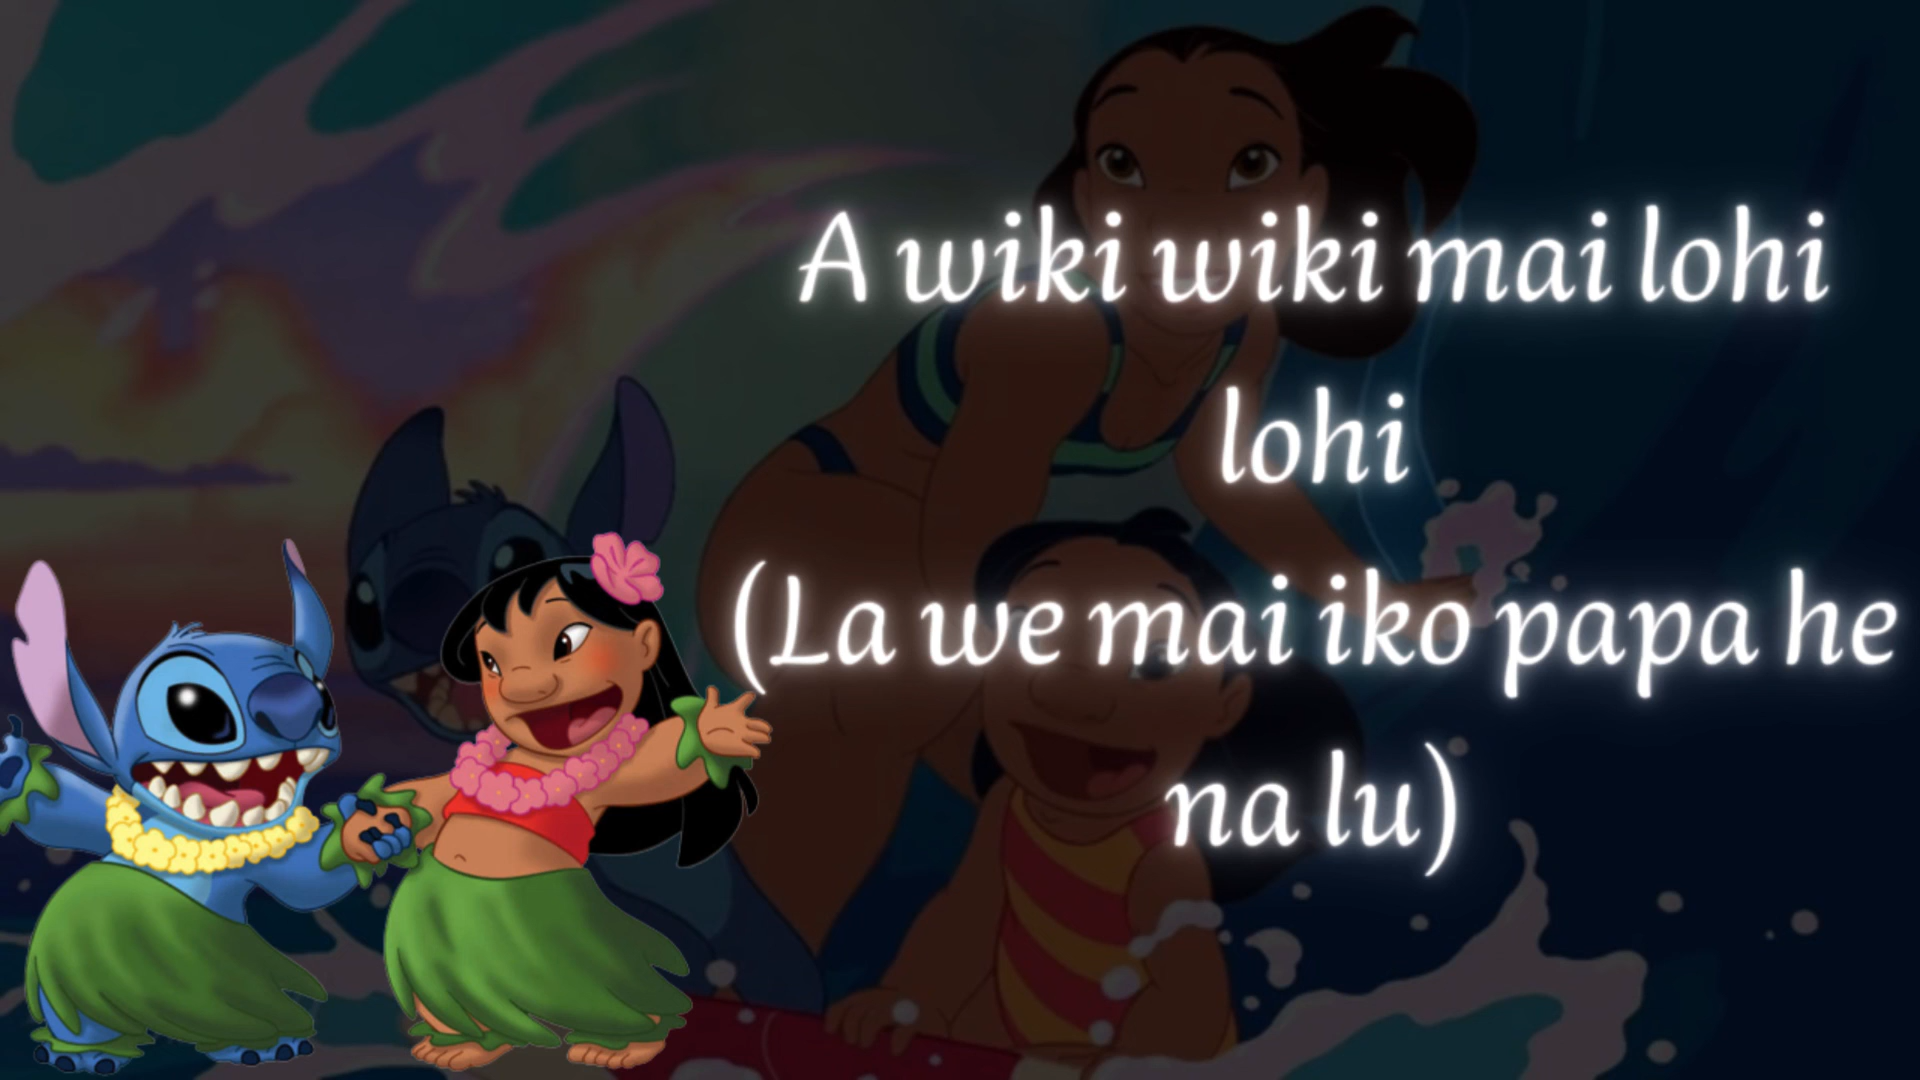 A wiki wiki mai lohi
lohi
(La we mai iko papa he
na lu)